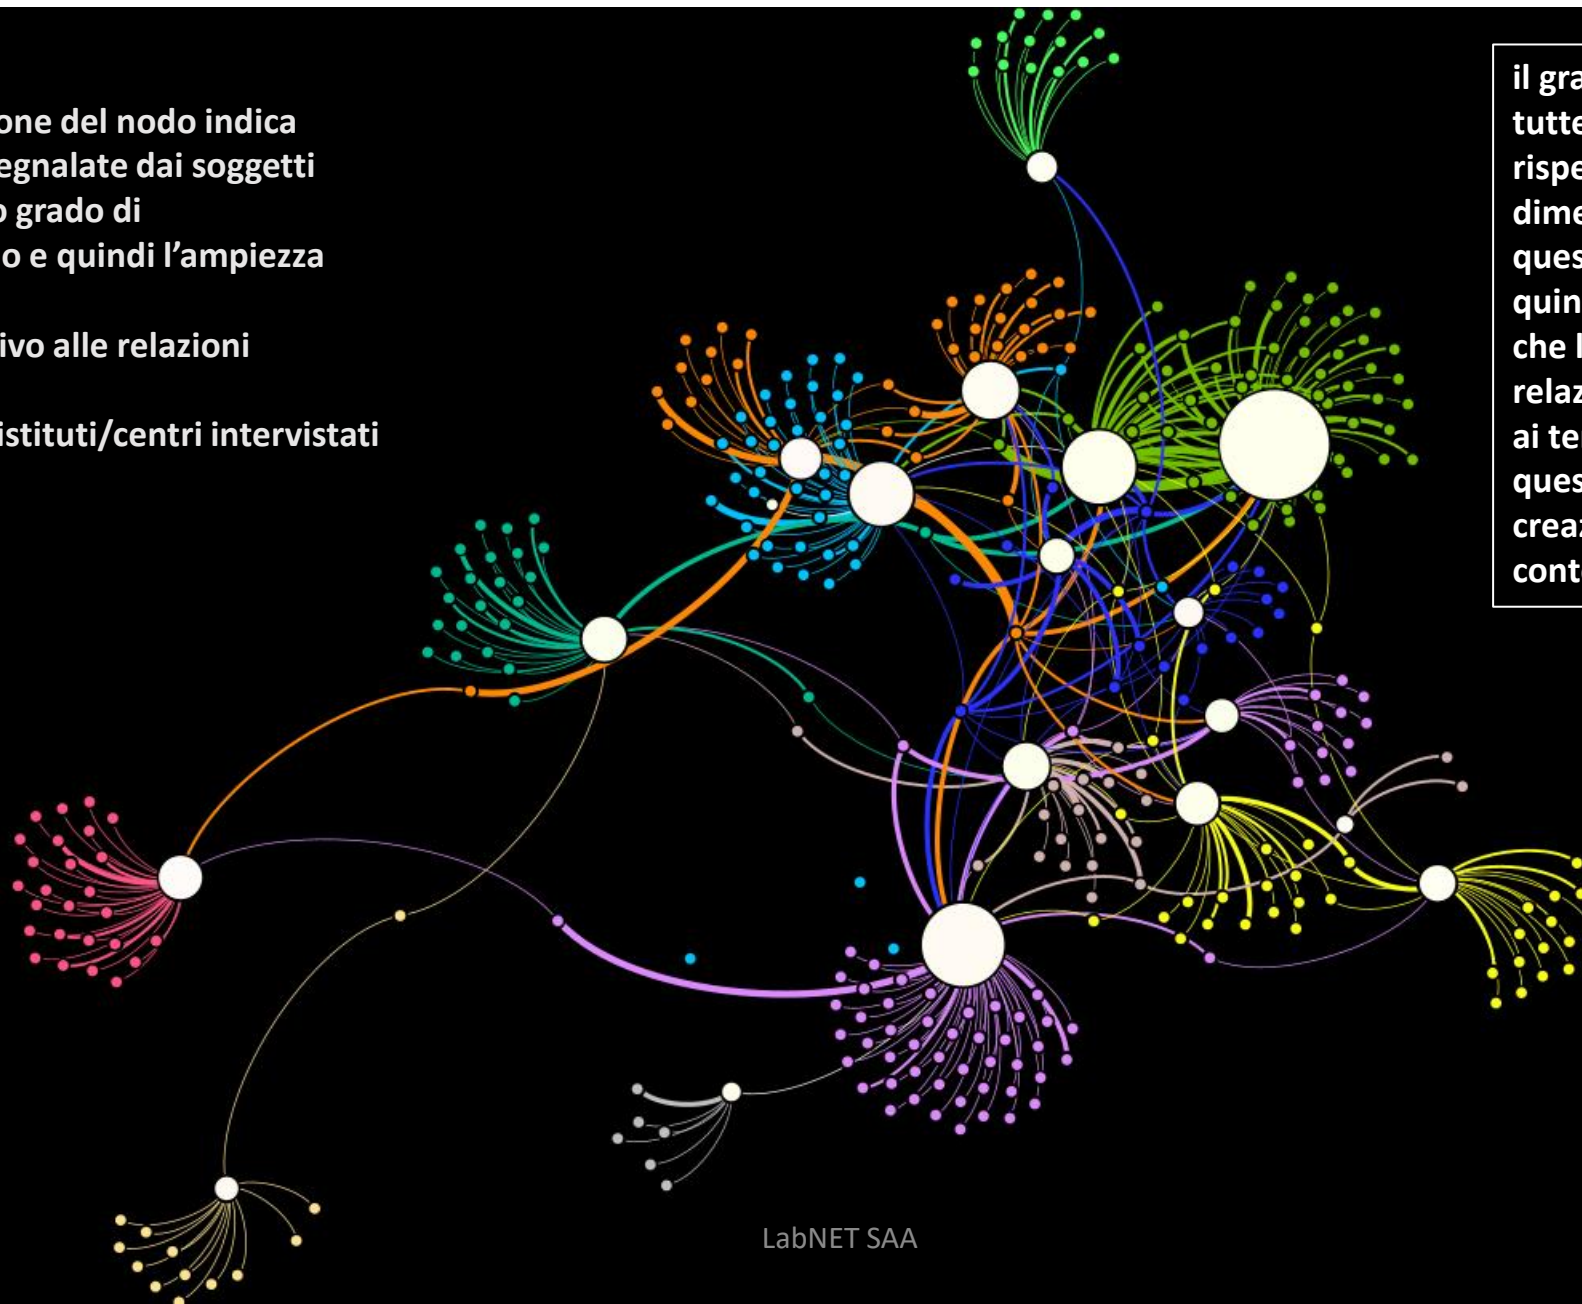 one del nodo indica
egnalate dai soggetti
o grado di
o e quindi l’ampiezza
ivo alle relazioni
istituti/centri intervistati
il gra
tutte
rispe
dime
ques
quin
che l
relaz
ai te
ques
creaz
cont
LabNET SAA